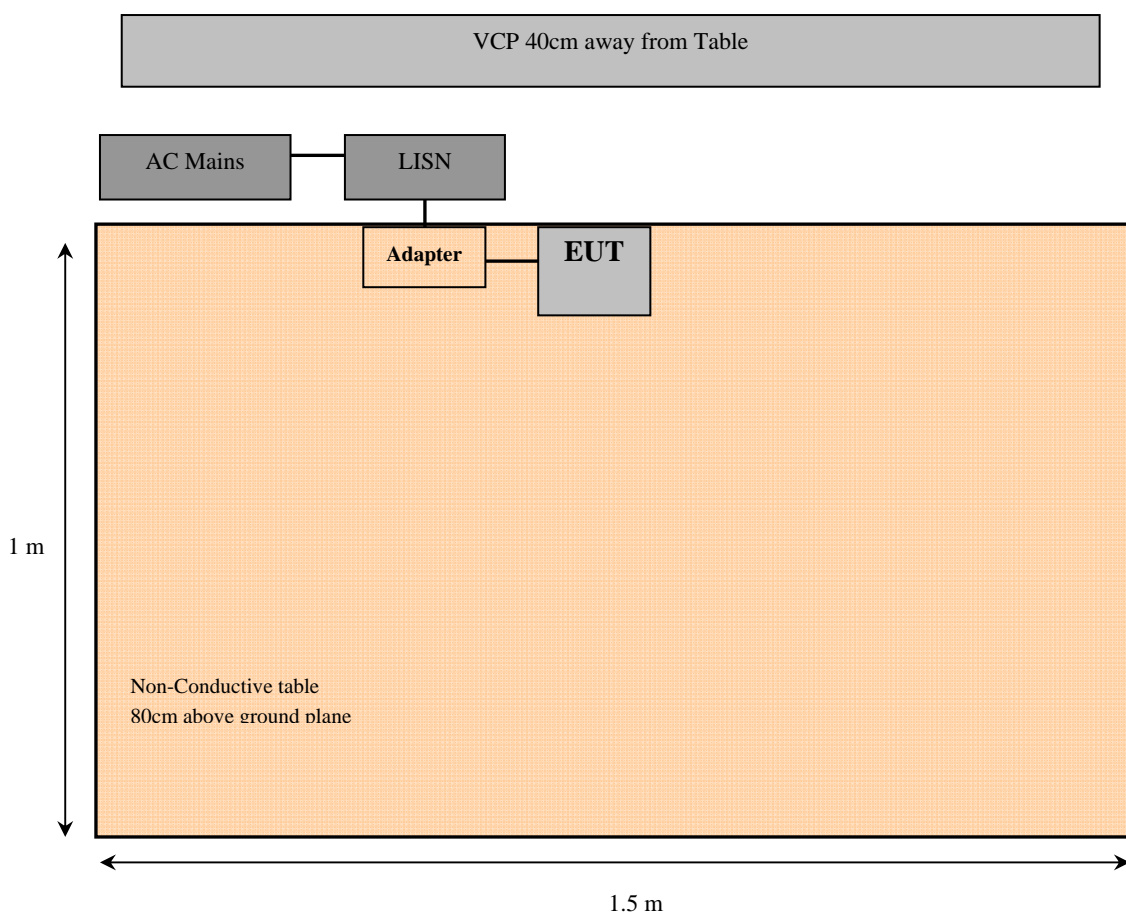 VCP 40cm away from Table
AC Mains
LISN
Adapter
EUT
1 m
Non-Conductive table
80cm above ground plane
1.5 m